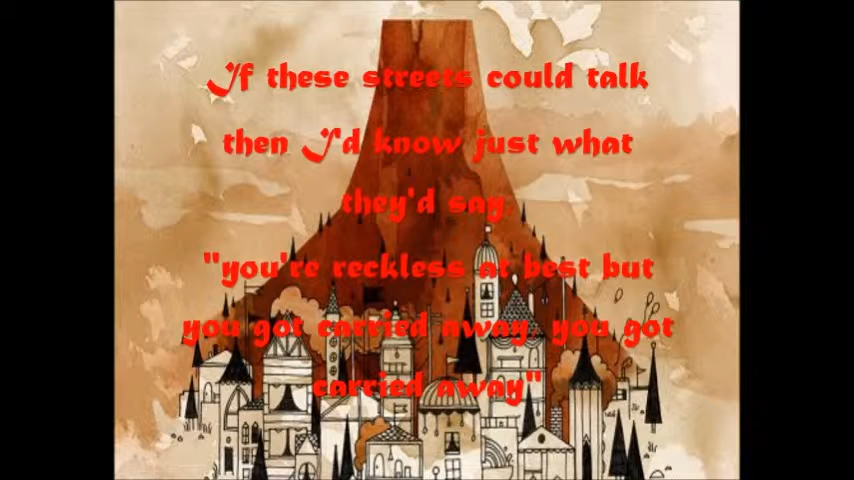 If these streets could talk
then I'd know just what
they'd say.
"you're reckless at best but
you got carried away. you got
carried away"